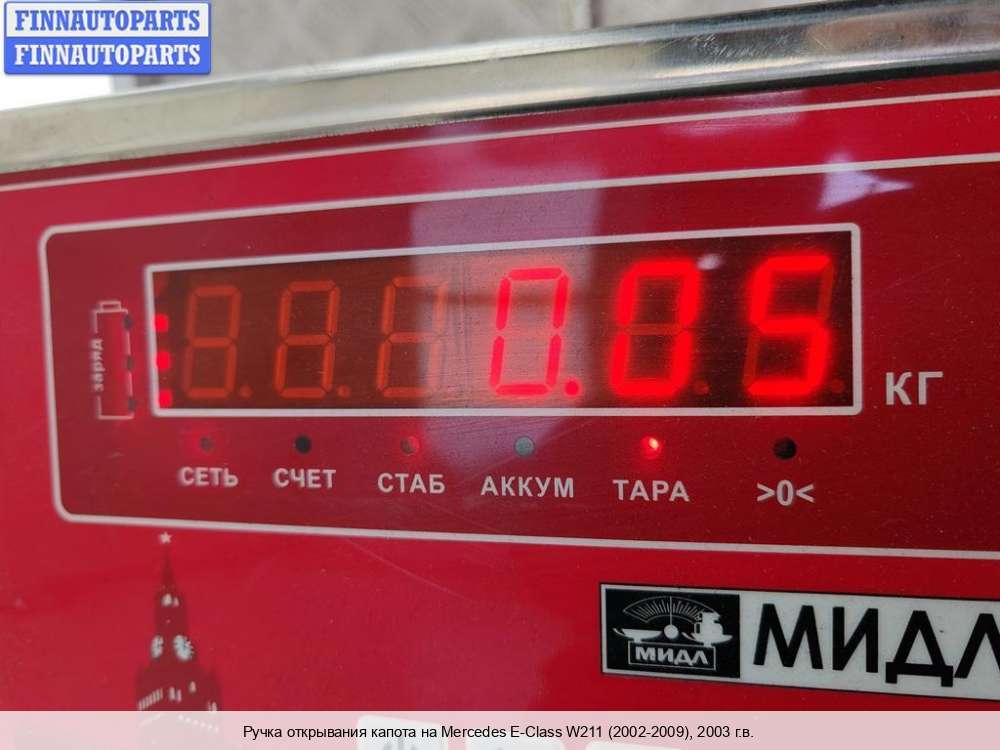 FINNAUTOPARTS
FINNAUTOPARTS
заряд
0.05
КГ
СЕТЬ СЧЕТ СТАБ АККУМ ТАРА >0<
МИДЛ
МИДЛ
Ручка открывания капота на Mercedes E-Class W211 (2002-2009), 2003 г.в.